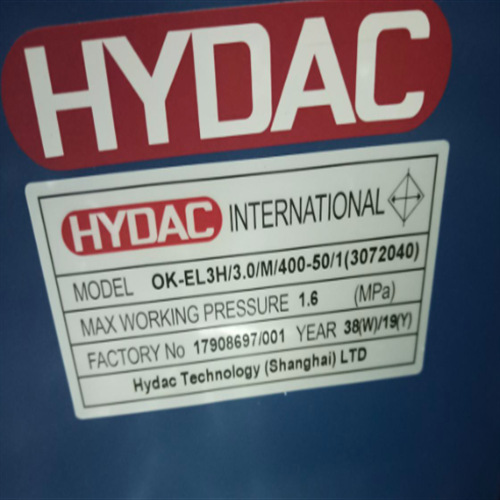 HYDAC
HYDAC INTERNATIONAL
MODEL OK-EL3H/3.0/M/400-50/1(3072040)
MAX WORKING PRESSURE 1.6 (MPa)
FACTORY No 17908697/001 YEAR 38(W)/19(Y)
Hydac Technology (Shanghai) LTD